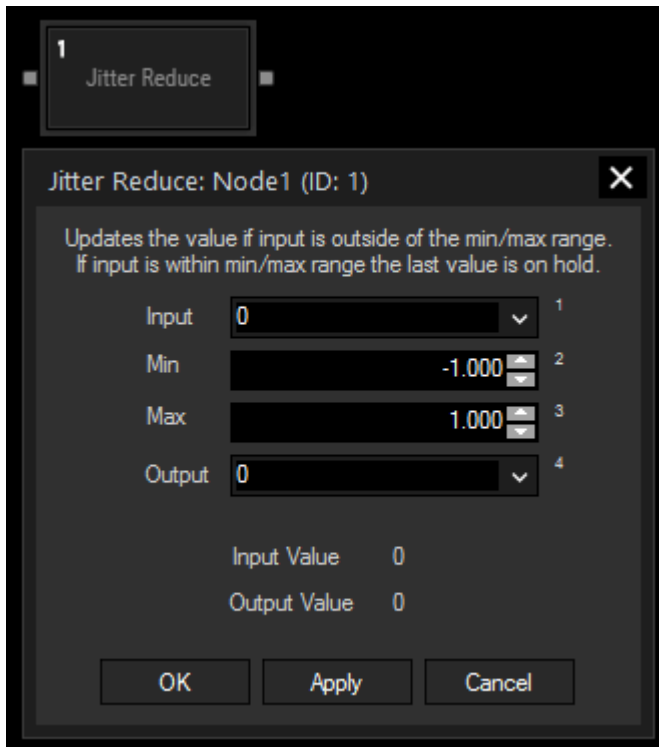 1
Jitter Reduce
Jitter Reduce: Node1 (ID: 1)
Updates the value if input is outside of the min/max range.
If input is within min/max range the last value is on hold.
Input 0 1
Min -1.000 2
Max 1.000 3
Output 0 4
Input Value 0
Output Value 0
OK Apply Cancel